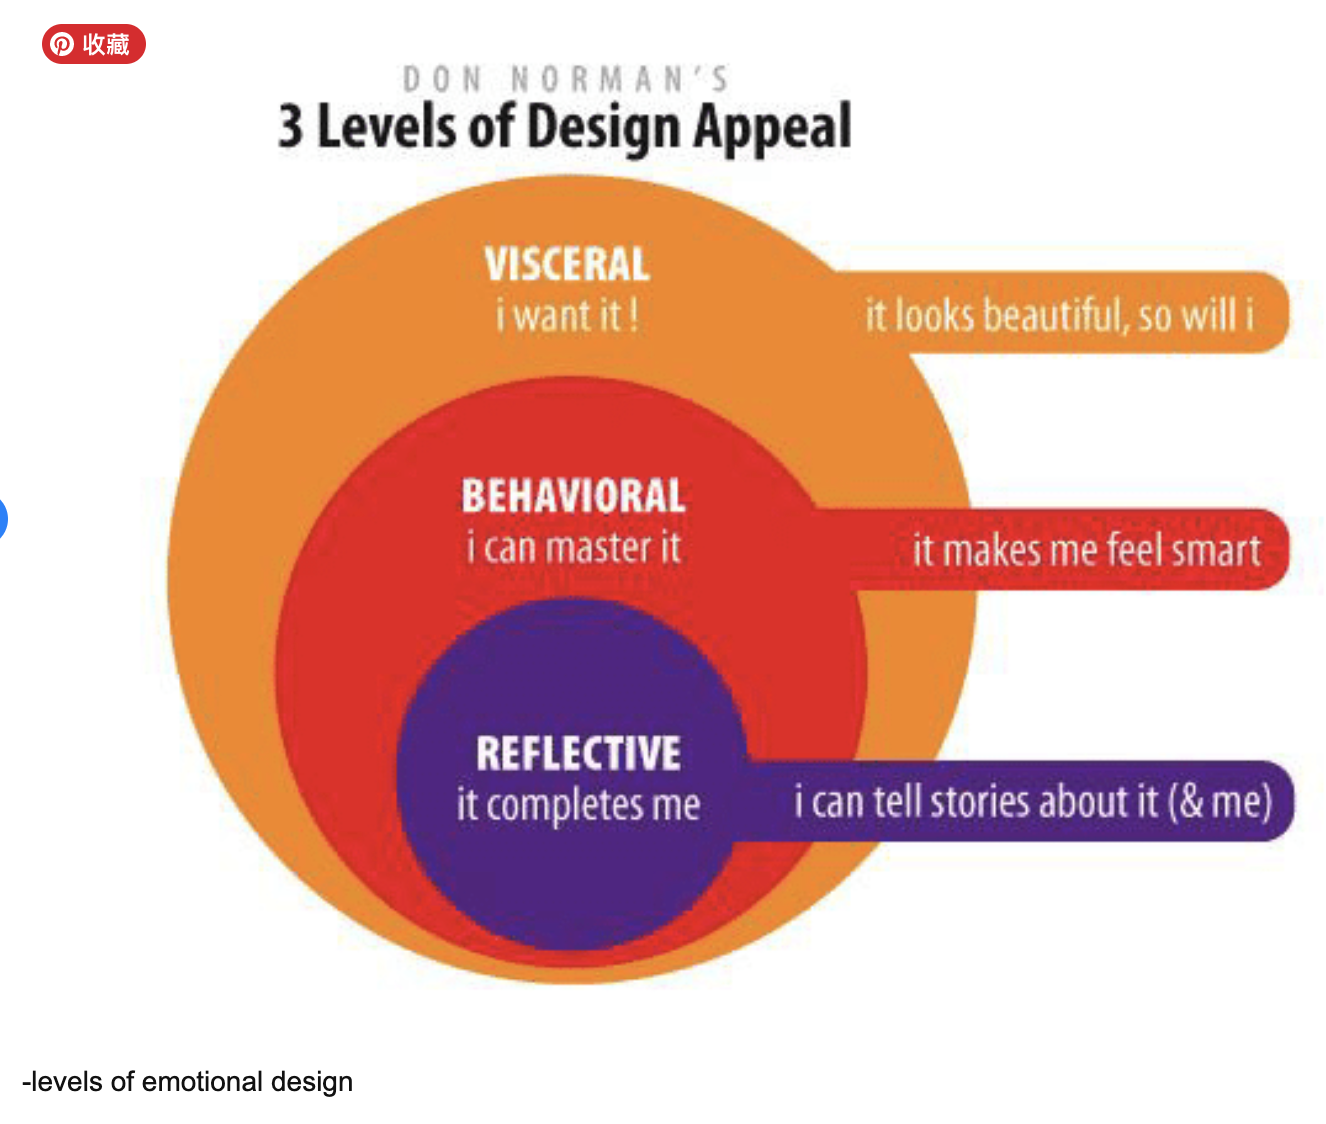 收藏
DON NORMAN'S
3 Levels of Design Appeal
VISCERAL
i want it !
it looks beautiful, so will i
BEHAVIORAL
i can master it
it makes me feel smart
REFLECTIVE
it completes me
i can tell stories about it (& me)
-levels of emotional design